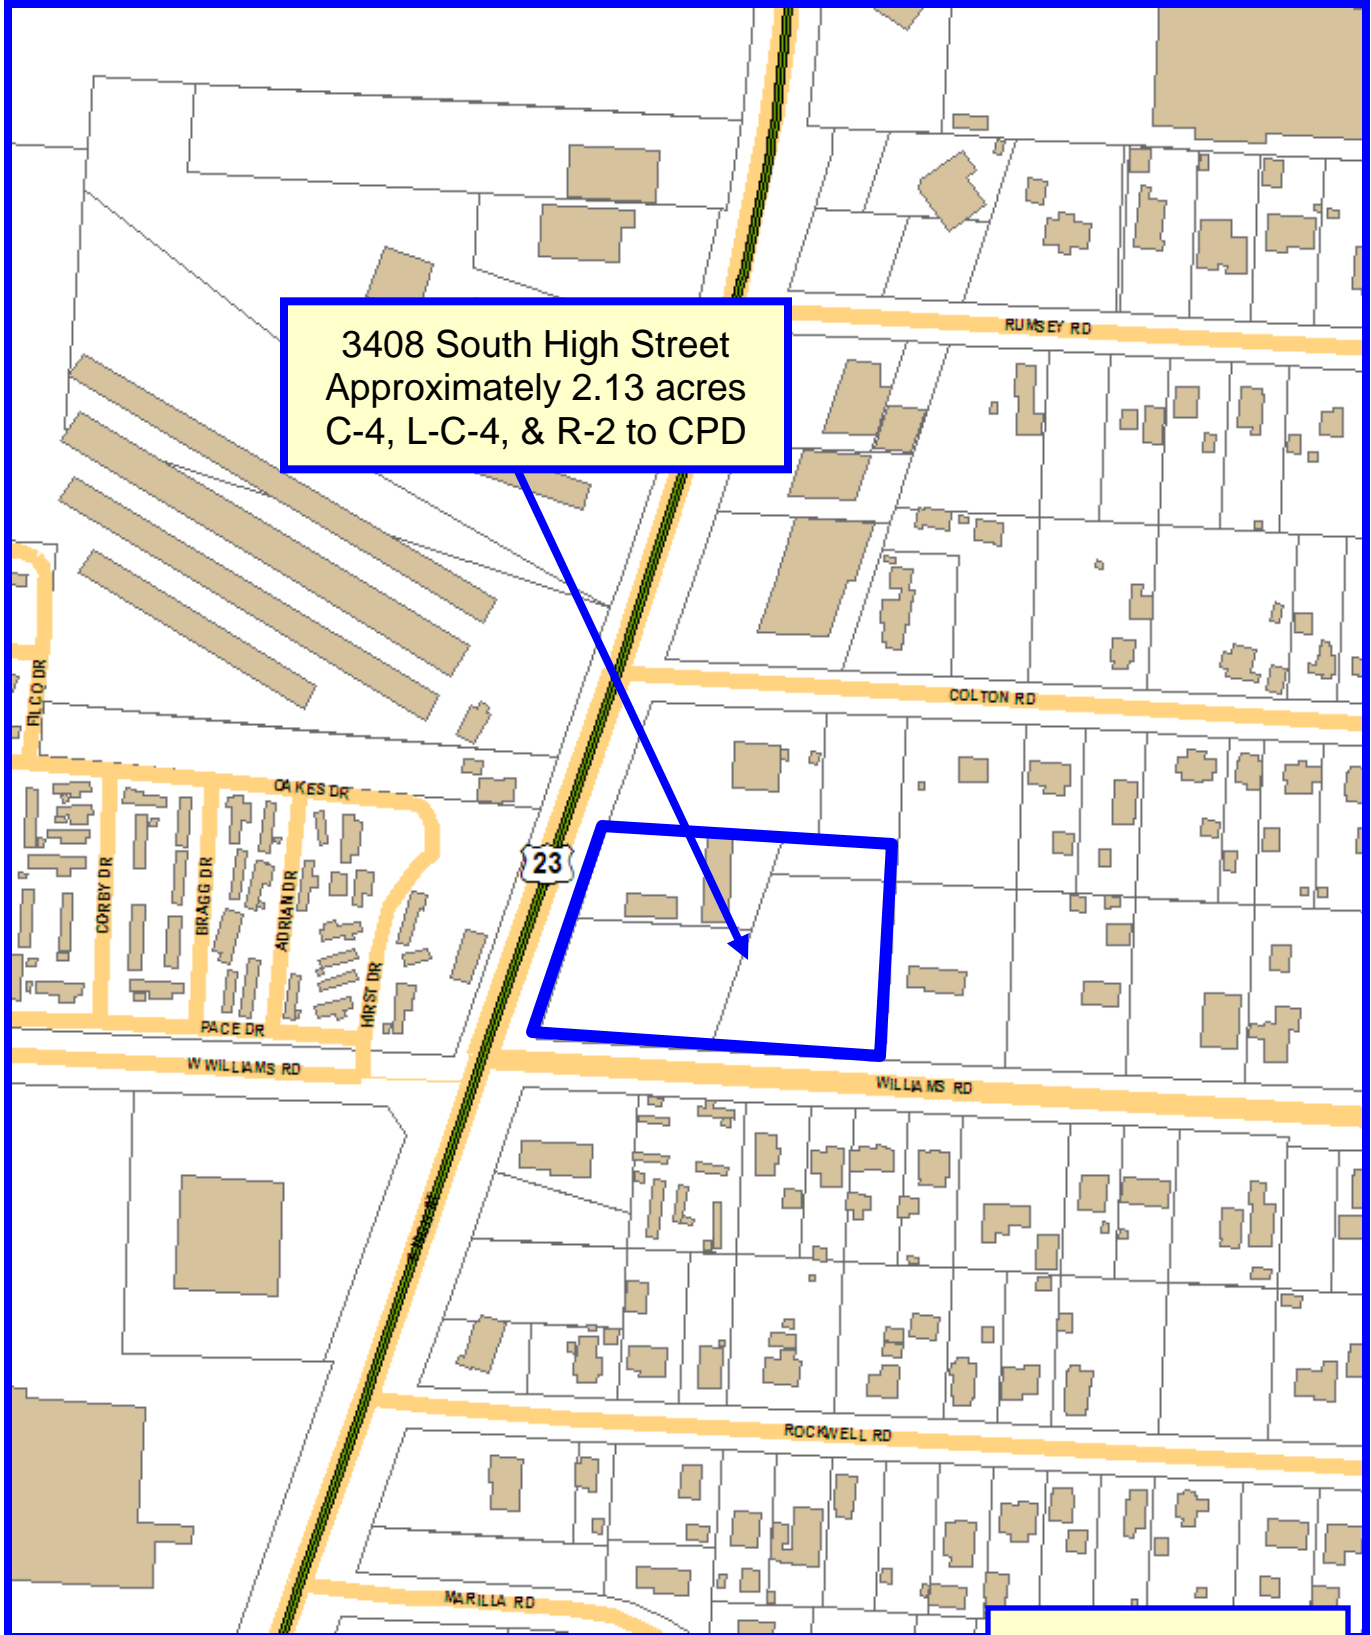 3408 South High Street
Approximately 2.13 acres
C-4, L-C-4, & R-2 to CPD
RUMSEY RD
COLTON RD
FILCO DR
OAKES DR
23
CORBY DR
BRAGG DR
ADRIAN DR
HIRST DR
PACE DR
W WILLIAMS RD
WILLIAMS RD
ROCKWELL RD
MARILLA RD